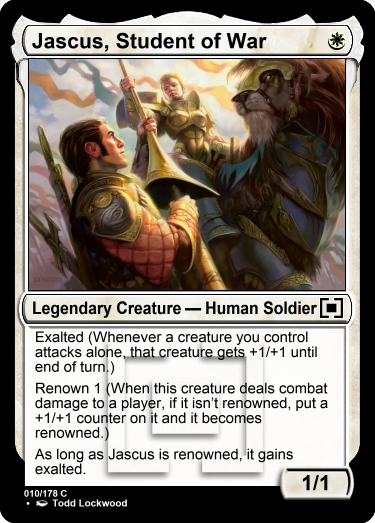 Jascus, Student of War
Legendary Creature — Human Soldier
Exalted (Whenever a creature you control
attacks alone, that creature gets +1/+1 until
end of turn.)
Renown 1 (When this creature deals combat
damage to a player, if it isn't renowned, put a
+1/+1 counter on it and it becomes
renowned.)
As long as Jascus is renowned, it gains
exalted.
1/1
010/178 C
• Todd Lockwood